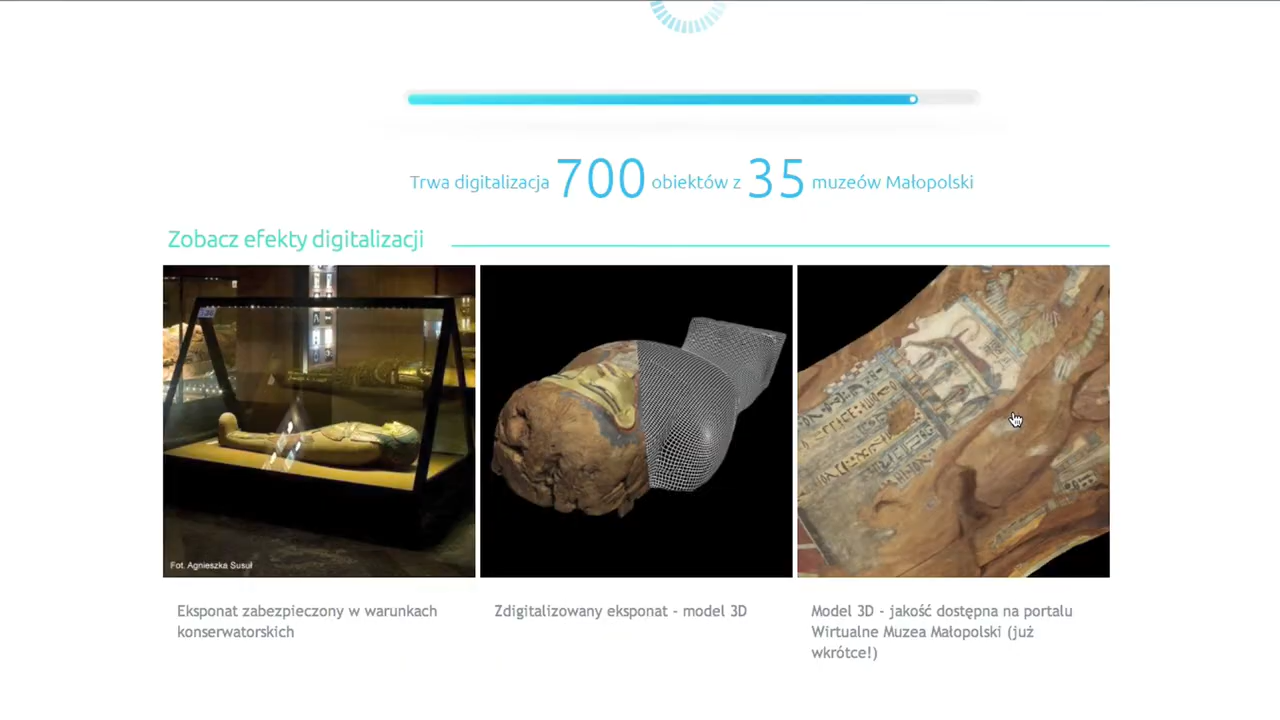 Trwa digitalizacja 700 obiektów z 35 muzeów Małopolski
Zobacz efekty digitalizacji
Fot. Agnieszka Susuł
Eksponat zabezpieczony w warunkach
konserwatorskich
Zdigitalizowany eksponat - model 3D
Model 3D - jakość dostępna na portalu
Wirtualne Muzea Małopolski (już
wkrótce!)